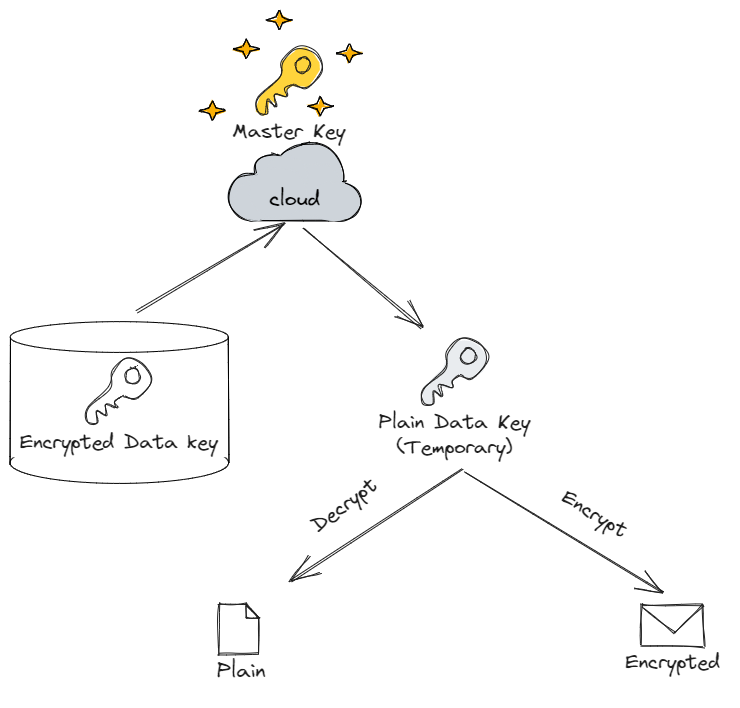 Master Key
cloud
Encrypted Data key
Plain Data Key
(Temporary)
Decrypt
Encrypt
Plain
Encrypted